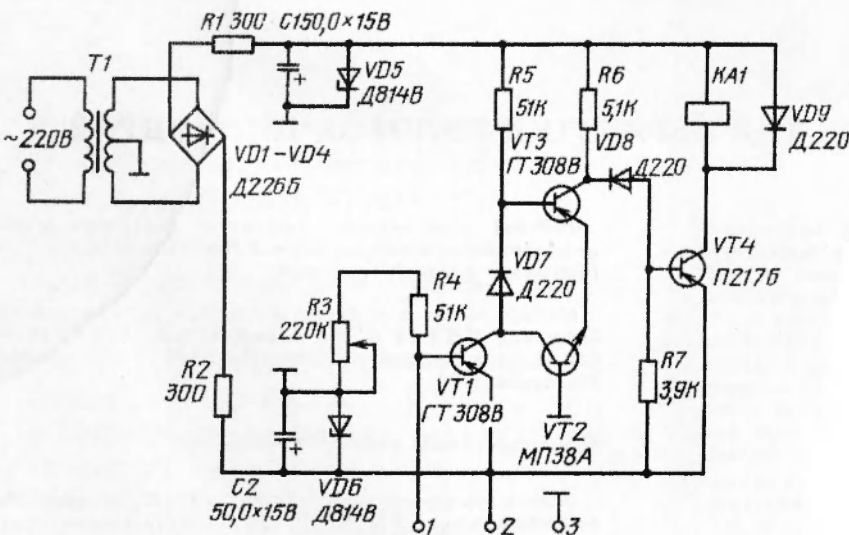 R1 300 C1 50,0×15В
T1
~220В
VD1-VD4
Д226Б
VD5
Д814В
R5
51К
VT3
ГТ308В
R6
5,1К
VD8
Д220
KA1
VD9
Д220
VD7
Д220
VT4
П217Б
R3
220К
R4
51К
R2
300
VT1
ГТ308В
VT2
МП38А
R7
3,9К
C2
50,0×15В
VD6
Д814В
1
2
3